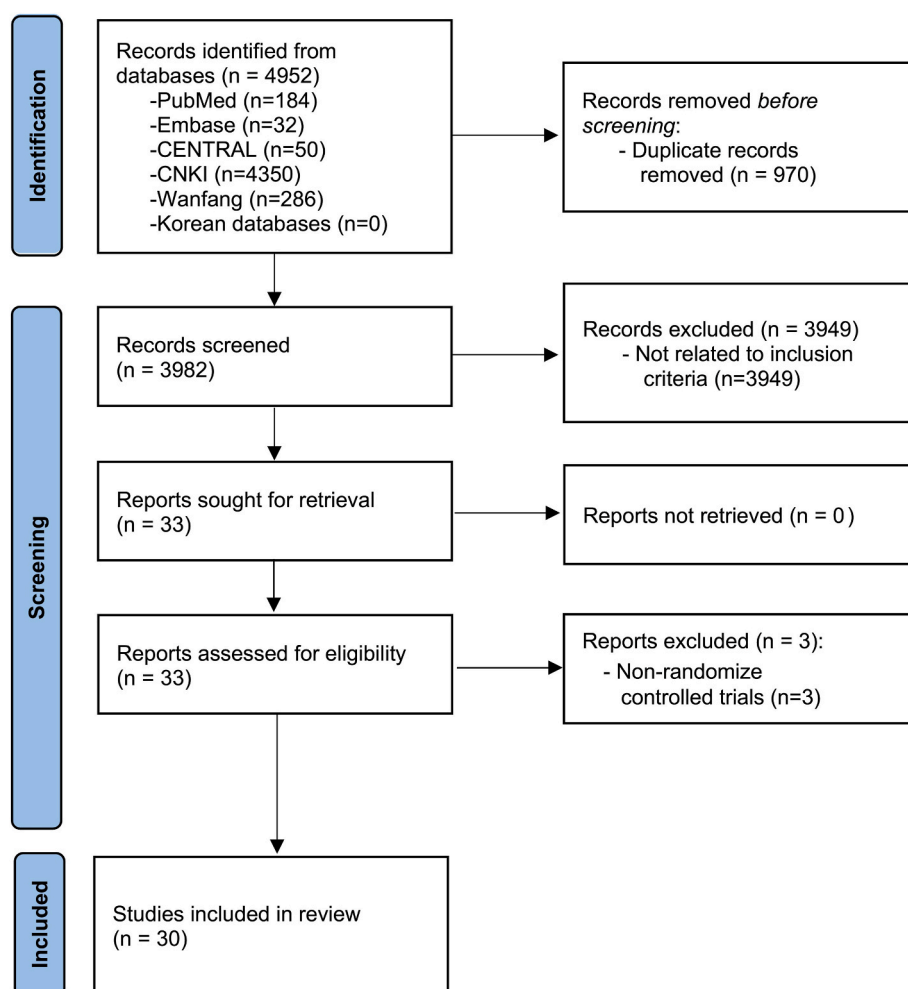 Identification
Records identified from
databases (n = 4952)
-PubMed (n=184)
-Embase (n=32)
-CENTRAL (n=50)
-CNKI (n=4350)
-Wanfang (n=286)
-Korean databases (n=0)
Records removed before
screening:
- Duplicate records
removed (n = 970)
Screening
Records screened
(n = 3982)
Records excluded (n = 3949)
- Not related to inclusion
criteria (n=3949)
Reports sought for retrieval
(n = 33)
Reports not retrieved (n = 0)
Reports assessed for eligibility
(n = 33)
Reports excluded (n = 3):
- Non-randomize
controlled trials (n=3)
Included
Studies included in review
(n = 30)